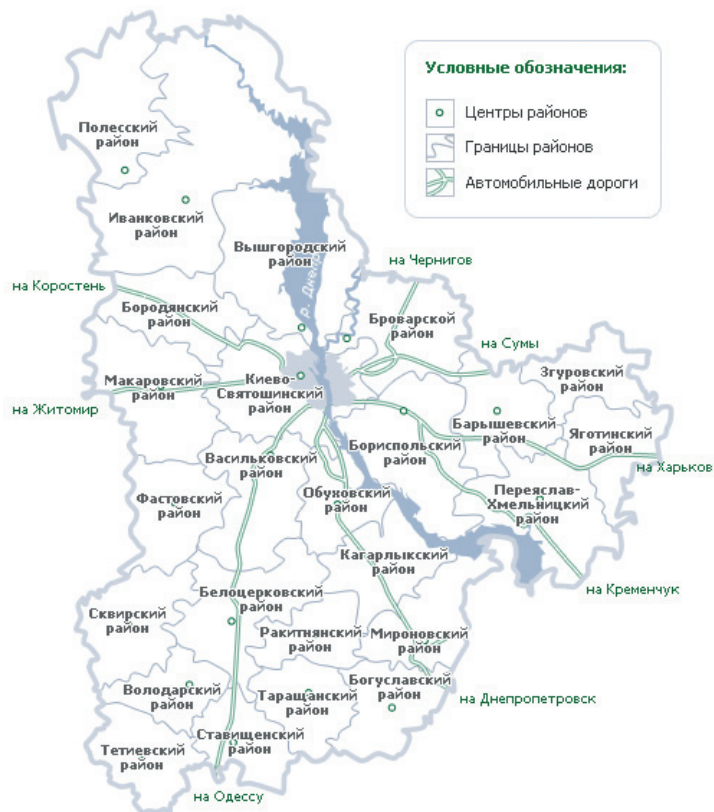 Условные обозначения:
Центры районов
Границы районов
Автомобильные дороги
Полесский
район
Иванковский
район
Вышгородский
район
р. Днепр
на Чернигов
на Коростень
Бородянский
район
Броварской
район
на Сумы
Згуровский
район
Макаровский
район
Киево-
Святошинский
район
на Житомир
Барышевский
район
Яготинский
район
Бориспольский
район
на Харьков
Васильковский
район
Фастовский
район
Обуховский
район
Переяслав-
Хмельницкий
район
Кагарлыкский
район
на Кременчук
Белоцерковский
район
Сквирский
район
Ракитнянский
район
Мироновский
район
Володарский
район
Таращанский
район
Богуславский
район
на Днепропетровск
Ставищенский
район
Тетиевский
район
на Одессу